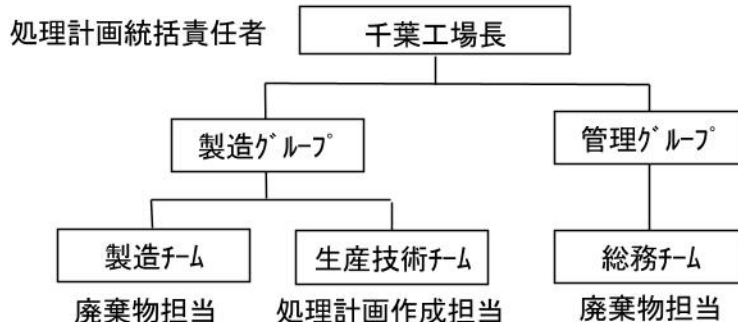 処理計画統括責任者
千葉工場長
製造ｸﾞﾙｰﾌﾟ
管理ｸﾞﾙｰﾌﾟ
製造ﾁｰﾑ
生産技術ﾁｰﾑ
総務ﾁｰﾑ
廃棄物担当
処理計画作成担当
廃棄物担当